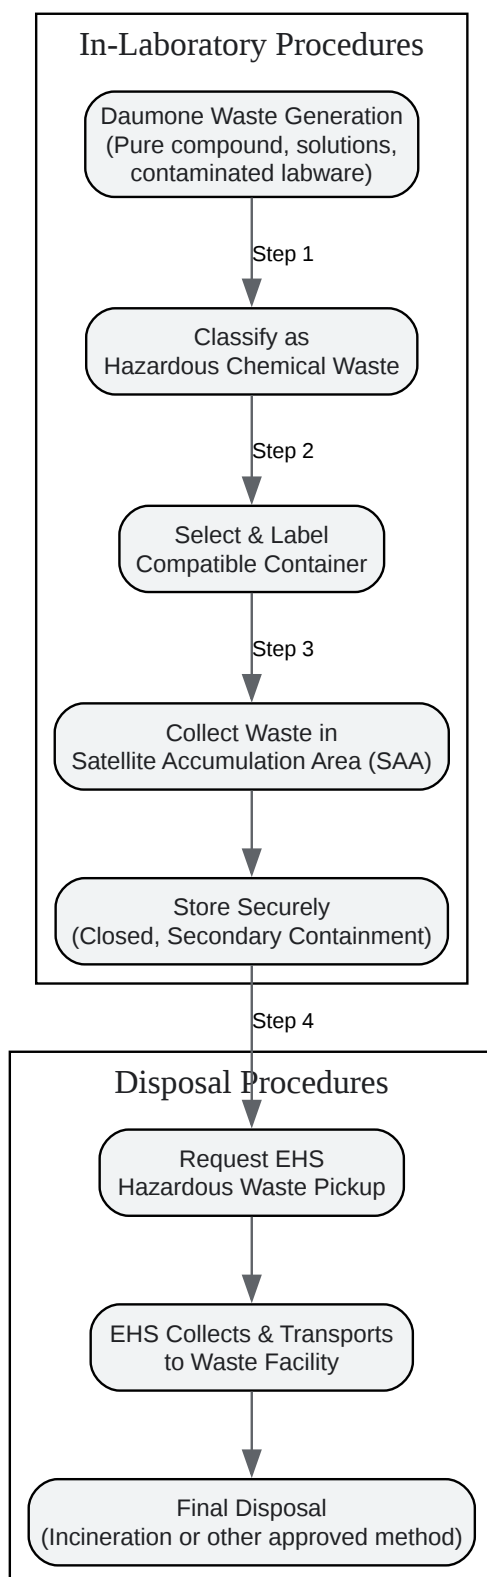 In-Laboratory Procedures
Daumone Waste Generation
(Pure compound, solutions,
contaminated labware)
Step 1
Classify as
Hazardous Chemical Waste
Step 2
Select & Label
Compatible Container
Step 3
Collect Waste in
Satellite Accumulation Area (SAA)
Store Securely
(Closed, Secondary Containment)
Step 4
Disposal Procedures
Request EHS
Hazardous Waste Pickup
EHS Collects & Transports
to Waste Facility
Final Disposal
(Incineration or other approved method)